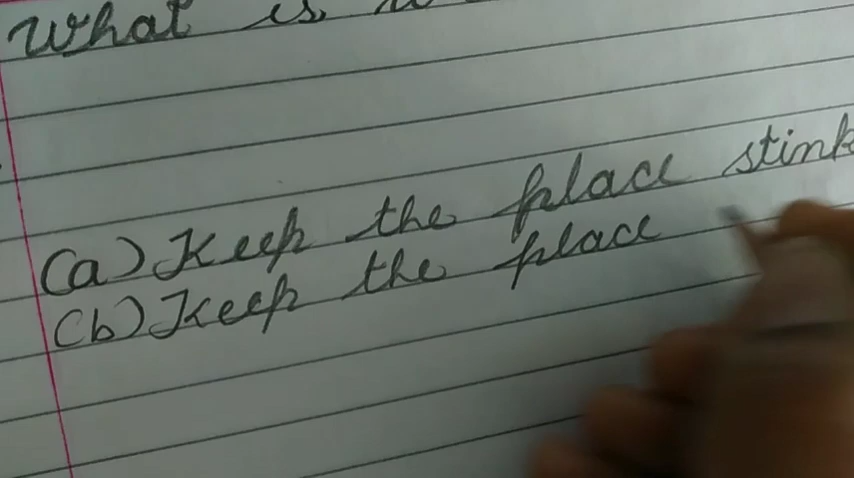 What is
(a) Keep the place stink
(b) Keep the place